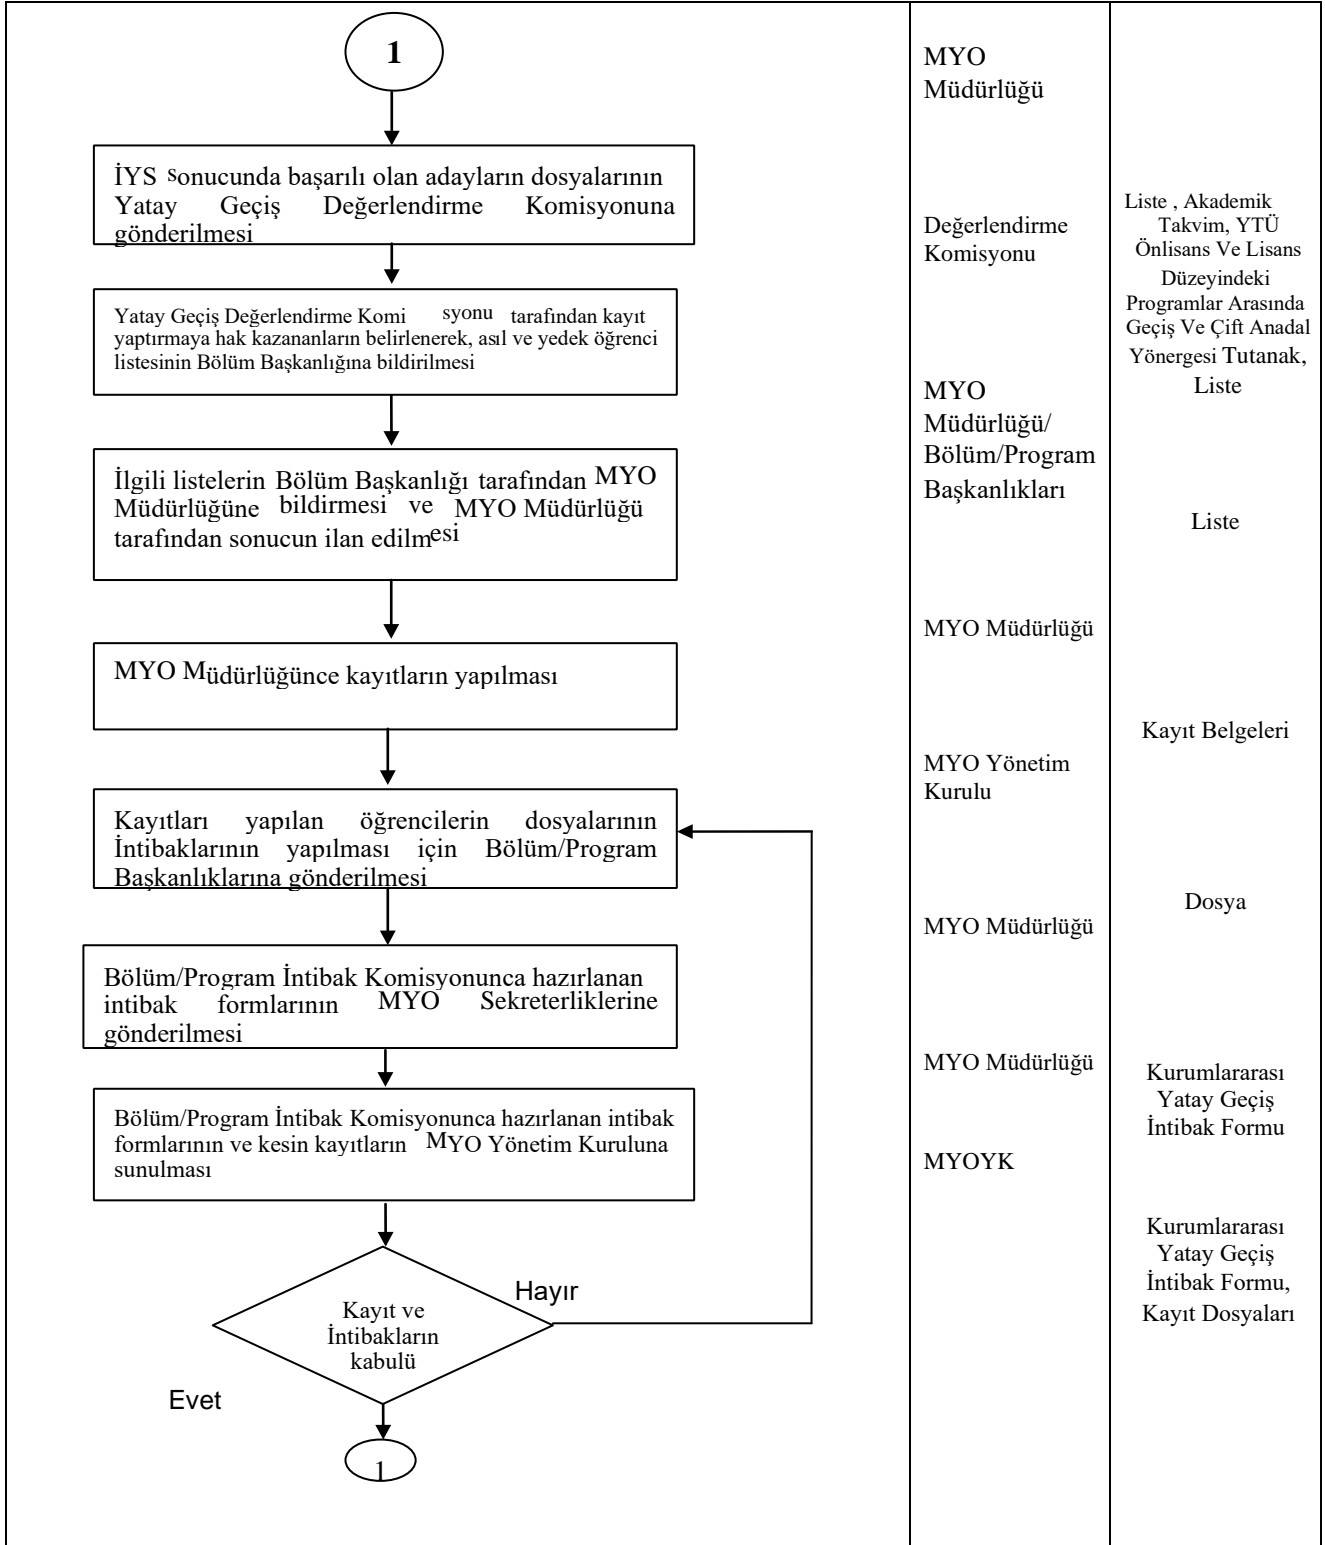 1
İYS sonucunda başarılı olan adayların dosyalarının
Yatay Geçiş Değerlendirme Komisyonuna
gönderilmesi
Yatay Geçiş Değerlendirme Komi syonu tarafından kayıt
yaptırmaya hak kazananların belirlenerek, asıl ve yedek öğrenci
listesinin Bölüm Başkanlığına bildirilmesi
İlgili listelerin Bölüm Başkanlığı tarafından MYO
Müdürlüğüne bildirmesi ve MYO Müdürlüğü
tarafından sonucun ilan edilmesi
MYO Müdürlüğünce kayıtların yapılması
Kayıtları yapılan öğrencilerin dosyalarının
İntibaklarının yapılması için Bölüm/Program
Başkanlıklarına gönderilmesi
Bölüm/Program İntibak Komisyonunca hazırlanan
intibak formlarının MYO Sekreterliklerine
gönderilmesi
Bölüm/Program İntibak Komisyonunca hazırlanan intibak
formlarının ve kesin kayıtların MYO Yönetim Kuruluna
sunulması
Hayır
Kayıt ve
İntibakların
kabulü
Evet
1
MYO
Müdürlüğü
Değerlendirme
Komisyonu
MYO
Müdürlüğü/
Bölüm/Program
Başkanlıkları
MYO Müdürlüğü
MYO Yönetim
Kurulu
MYO Müdürlüğü
MYO Müdürlüğü
MYOYK
Liste , Akademik
Takvim, YTÜ
Önlisans Ve Lisans
Düzeyindeki
Programlar Arasında
Geçiş Ve Çift Anadal
Yönergesi Tutanak,
Liste
Liste
Kayıt Belgeleri
Dosya
Kurumlararası
Yatay Geçiş
İntibak Formu
Kurumlararası
Yatay Geçiş
İntibak Formu,
Kayıt Dosyaları